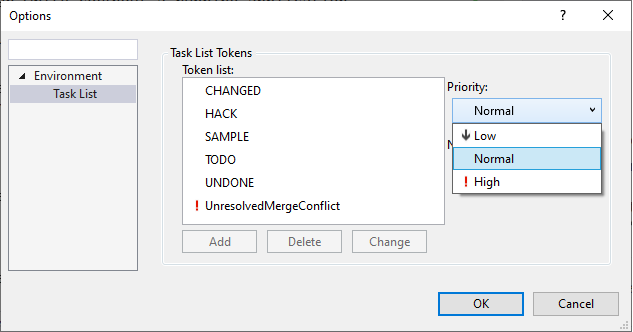 Options
?
Environment
Task List
Task List Tokens
Token list:
CHANGED
HACK
SAMPLE
TODO
UNDONE
! UnresolvedMergeConflict
Add Delete Change
Priority:
Normal
Low
Normal
! High
OK Cancel